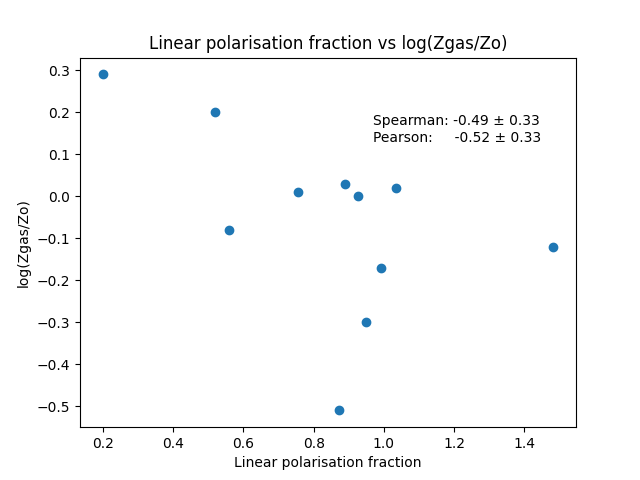 Linear polarisation fraction vs log(Zgas/Zo)
0.3
0.2
0.1
0.0
−0.1
−0.2
−0.3
−0.4
−0.5
log(Zgas/Zo)
Spearman: -0.49 ± 0.33
Pearson: -0.52 ± 0.33
0.2 0.4 0.6 0.8 1.0 1.2 1.4
Linear polarisation fraction